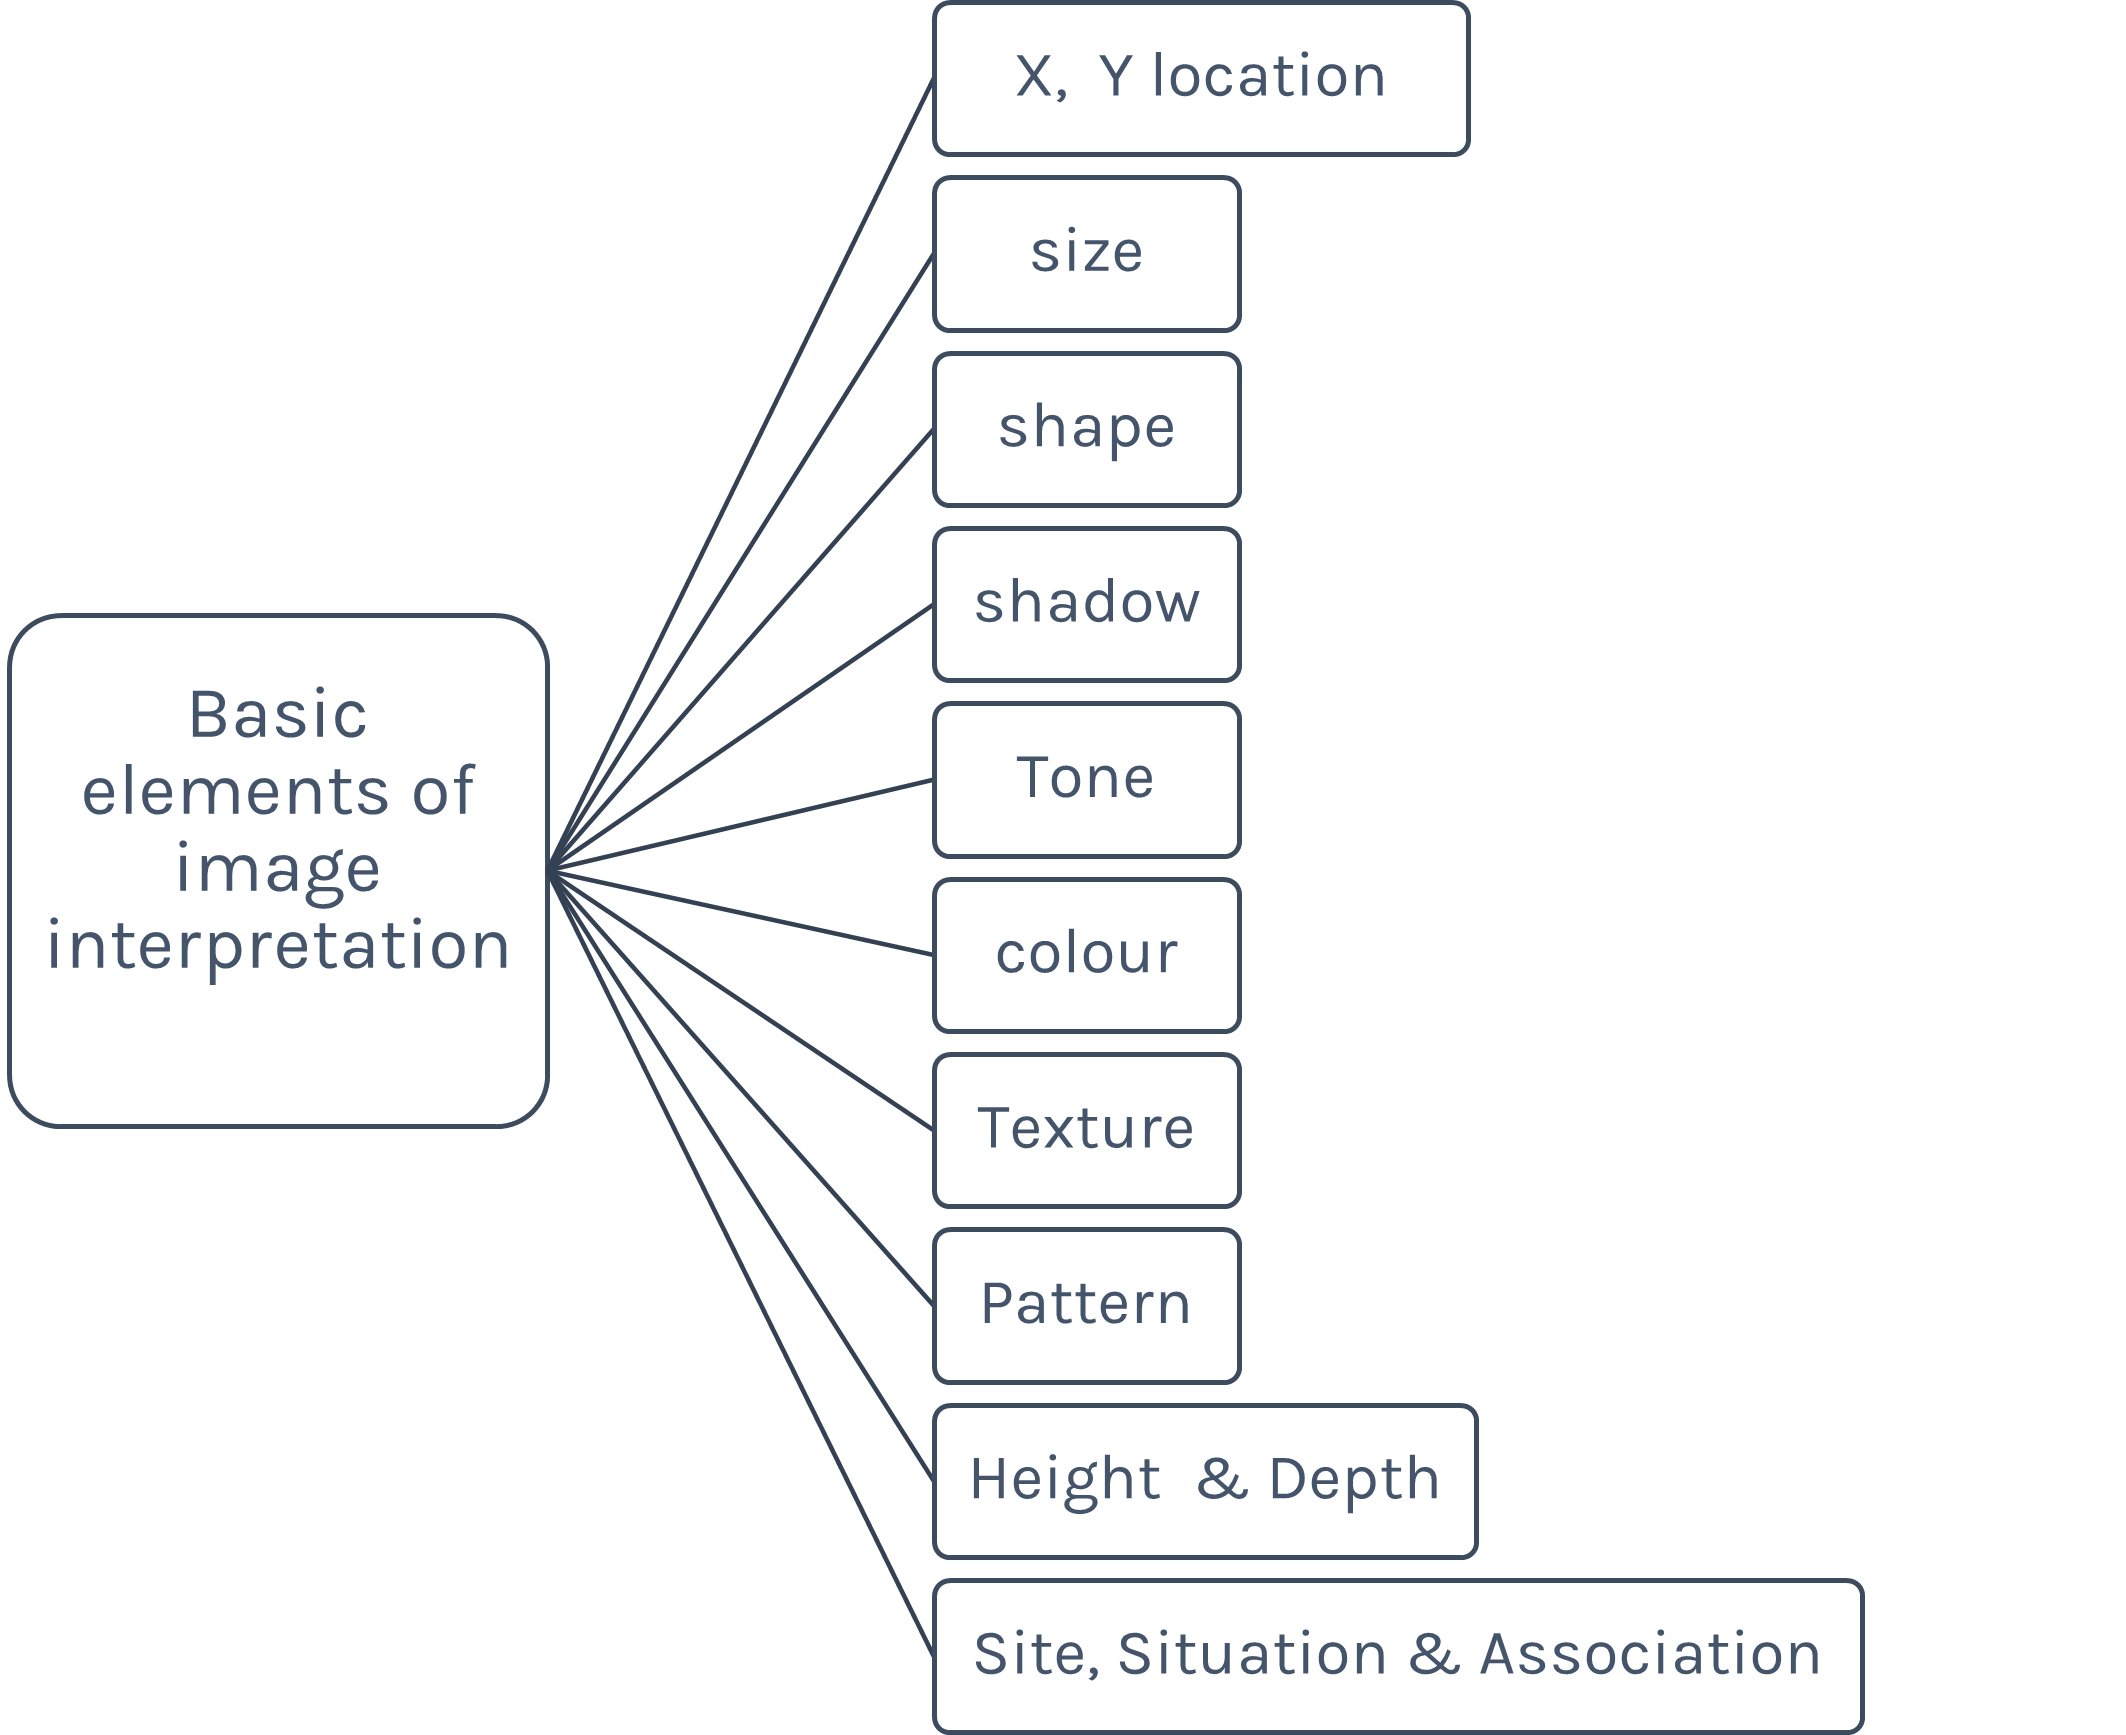 Basic
elements of
image
interpretation
X, Y location
size
shape
shadow
Tone
colour
Texture
Pattern
Height & Depth
Site, Situation & Association